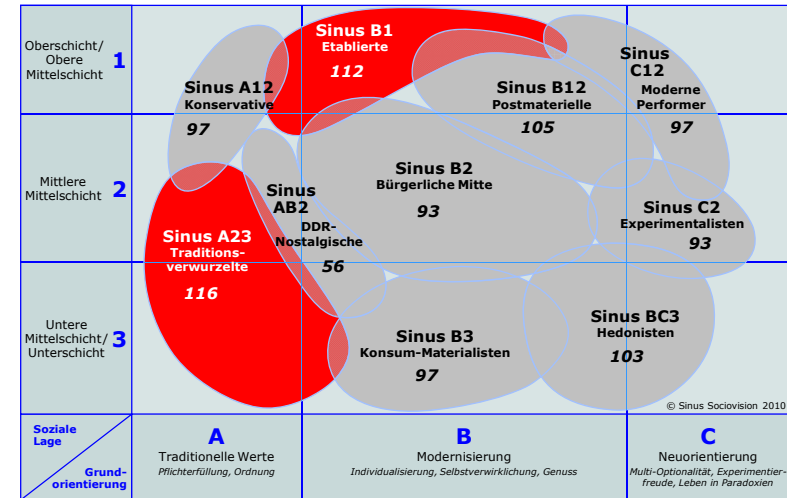 Oberschicht/
Obere
Mittelschicht
1
Mittlere
Mittelschicht
2
Untere
Mittelschicht/
Unterschicht
3
Sinus B1
Etablierte
112
Sinus A12
Konservative
97
Sinus B12
Postmaterielle
105
Sinus
C12
Moderne
Performer
97
Sinus B2
Bürgerliche Mitte
93
Sinus
AB2
DDR-
Nostalgische
56
Sinus A23
Traditions-
verwurzelte
116
Sinus C2
Experimentalisten
93
Sinus B3
Konsum-Materialisten
97
Sinus BC3
Hedonisten
103
© Sinus Sociovision 2010
Soziale
Lage
Grund-
orientierung
A
Traditionelle Werte
Pflichterfüllung, Ordnung
B
Modernisierung
Individualisierung, Selbstverwirklichung, Genuss
C
Neuorientierung
Multi-Optionalität, Experimentier-
freude, Leben in Paradoxien